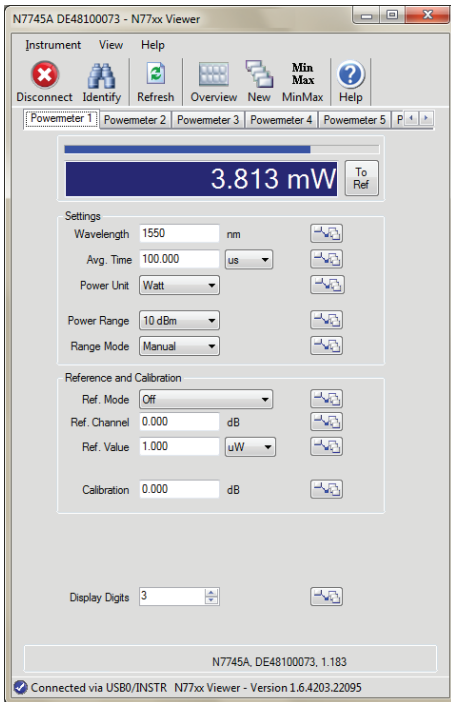 N7745A DE48100073 - N77xx Viewer
Instrument View Help
Disconnect Identify Refresh Overview New Min Max MinMax Help
Powermeter 1 Powermeter 2 Powermeter 3 Powermeter 4 Powermeter 5 P
3.813 mW To Ref
Settings
Wavelength 1550 nm
Avg. Time 100.000 us
Power Unit Watt
Power Range 10 dBm
Range Mode Manual
Reference and Calibration
Ref. Mode Off
Ref. Channel 0.000 dB
Ref. Value 1.000 uW
Calibration 0.000 dB
Display Digits 3
N7745A, DE48100073, 1.183
Connected via USB0/INSTR N77xx Viewer - Version 1.6.4203.22095